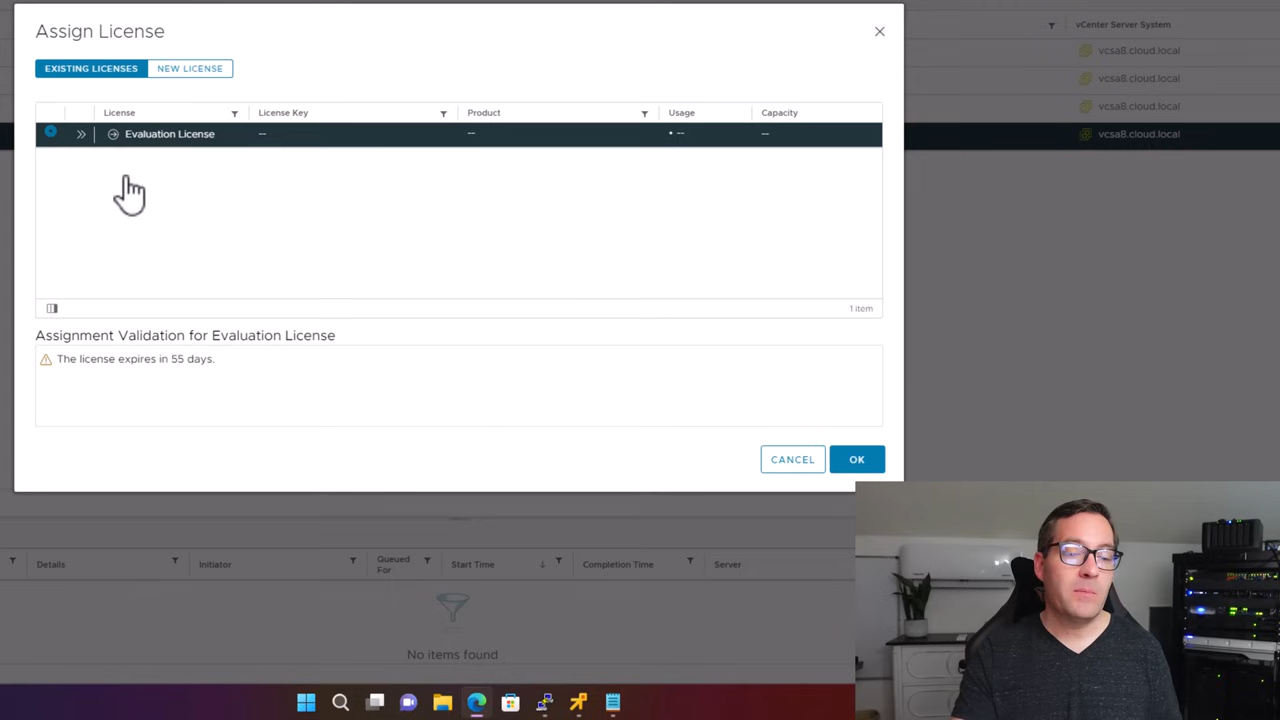 Assign License
EXISTING LICENSES NEW LICENSE
License License Key Product Usage Capacity
Evaluation License -- -- • -- --
1 item
Assignment Validation for Evaluation License
The license expires in 55 days.
CANCEL OK
vCenter Server System
vcsa8.cloud.local
vcsa8.cloud.local
vcsa8.cloud.local
vcsa8.cloud.local
Details Initiator Queued For Start Time Completion Time Server
No items found